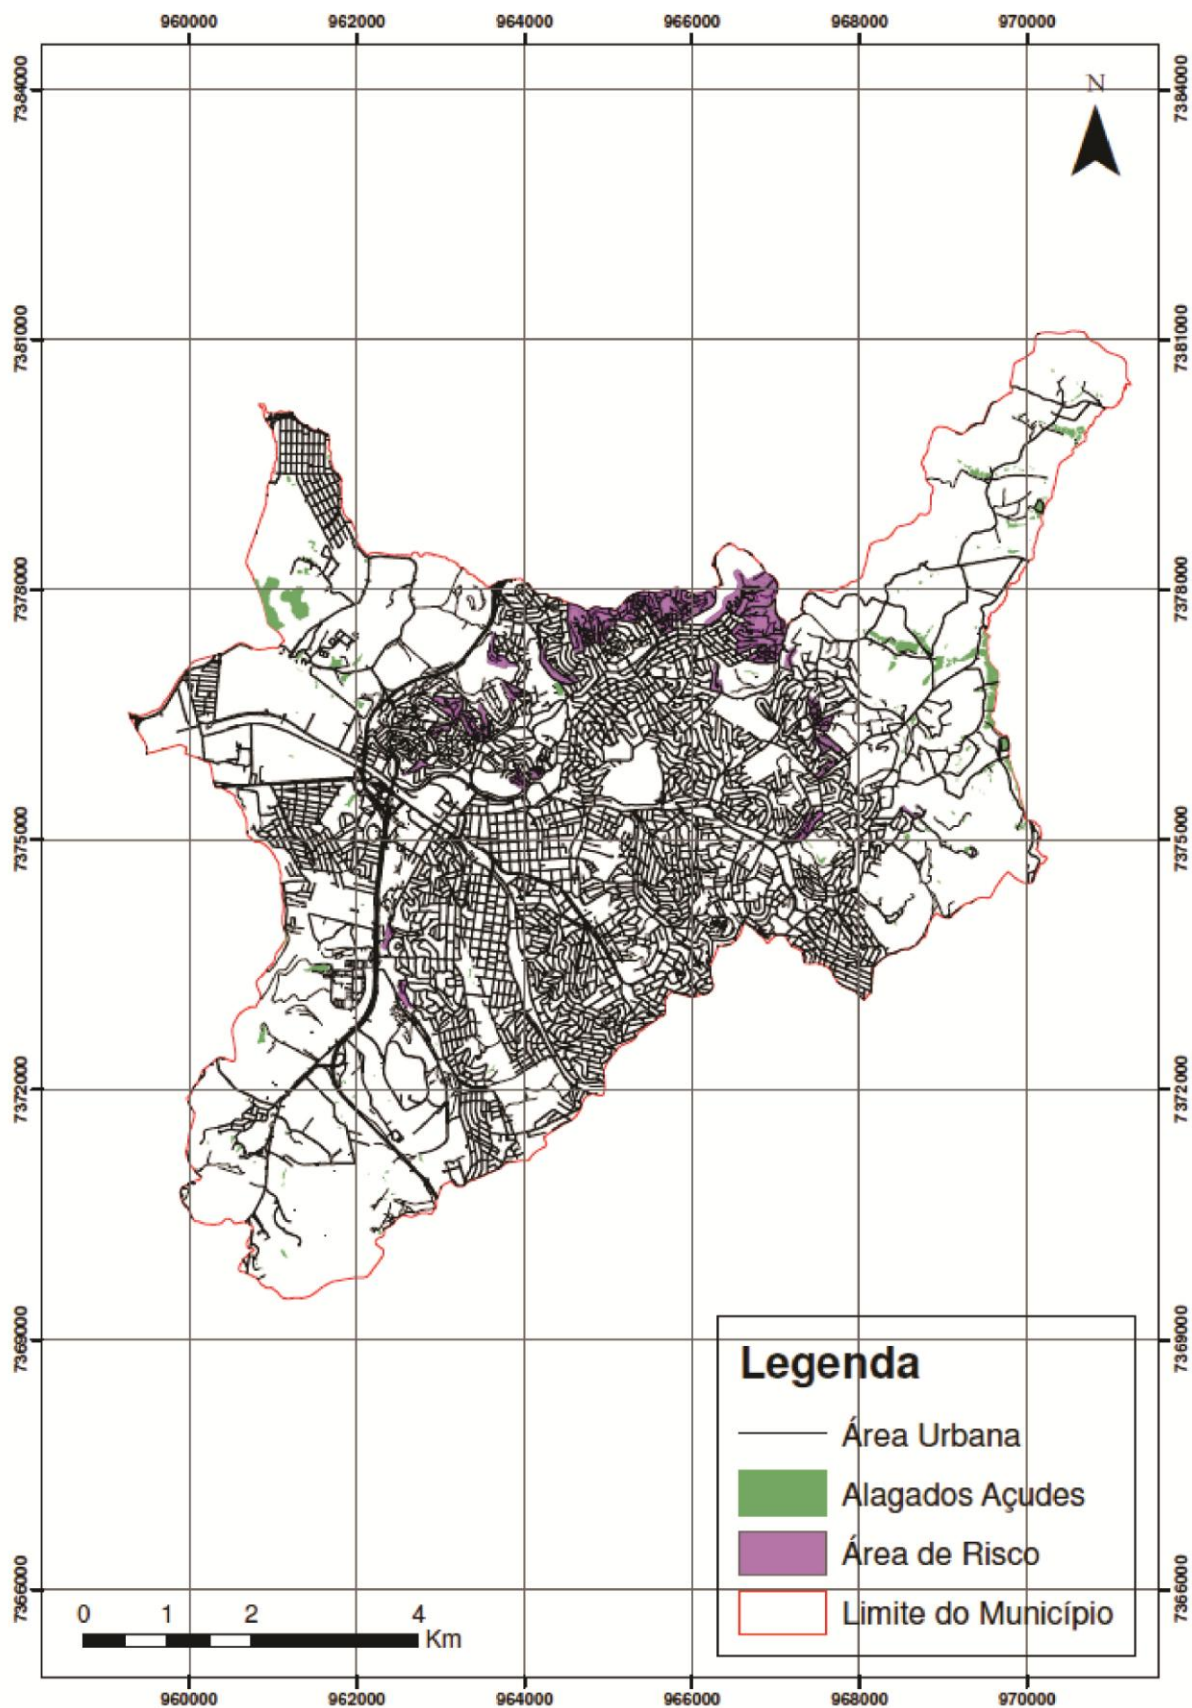 960000 962000 964000 966000 968000 970000
N
7384000 7384000
7381000 7381000
7378000 7378000
7375000 7375000
7372000 7372000
7369000 7369000
Legenda
Área Urbana
Alagados Açudes
Área de Risco
7366000 7366000
Limite do Município
0 1 2 4
Km
960000 962000 964000 966000 968000 970000